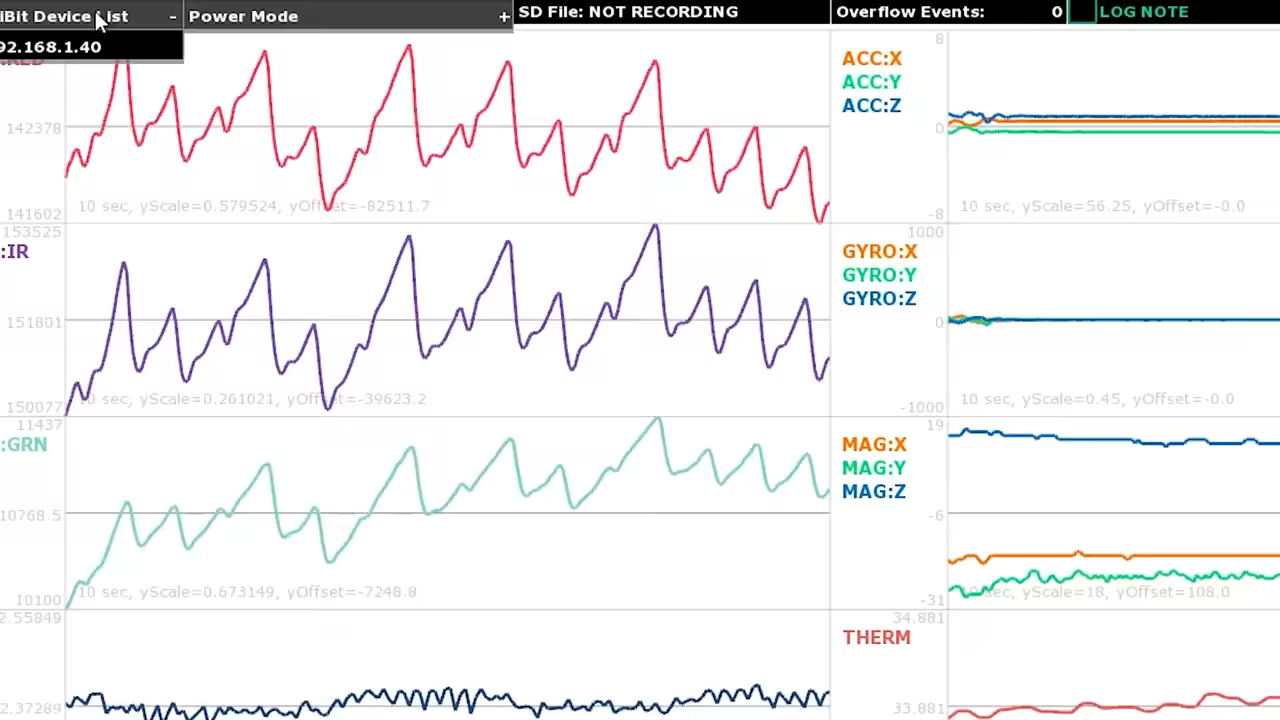 iBit Device List - Power Mode + SD File: NOT RECORDING Overflow Events: 0 LOG NOTE
92.168.1.40
:RED
142378
141602
10 sec, yScale=0.579524, yOffset=-82511.7
ACC:X
ACC:Y
ACC:Z
8
0
-8
10 sec, yScale=56.25, yOffset=-0.0
153525
:IR
151801
150077
10 sec, yScale=0.261021, yOffset=-39623.2
GYRO:X
GYRO:Y
GYRO:Z
1000
0
-1000
10 sec, yScale=0.45, yOffset=-0.0
11437
:GRN
10768.5
10100
10 sec, yScale=0.673149, yOffset=-7248.8
MAG:X
MAG:Y
MAG:Z
19
-6
-31
10 sec, yScale=18, yOffset=108.0
2.55849
2.37289
THERM
34.881
33.881